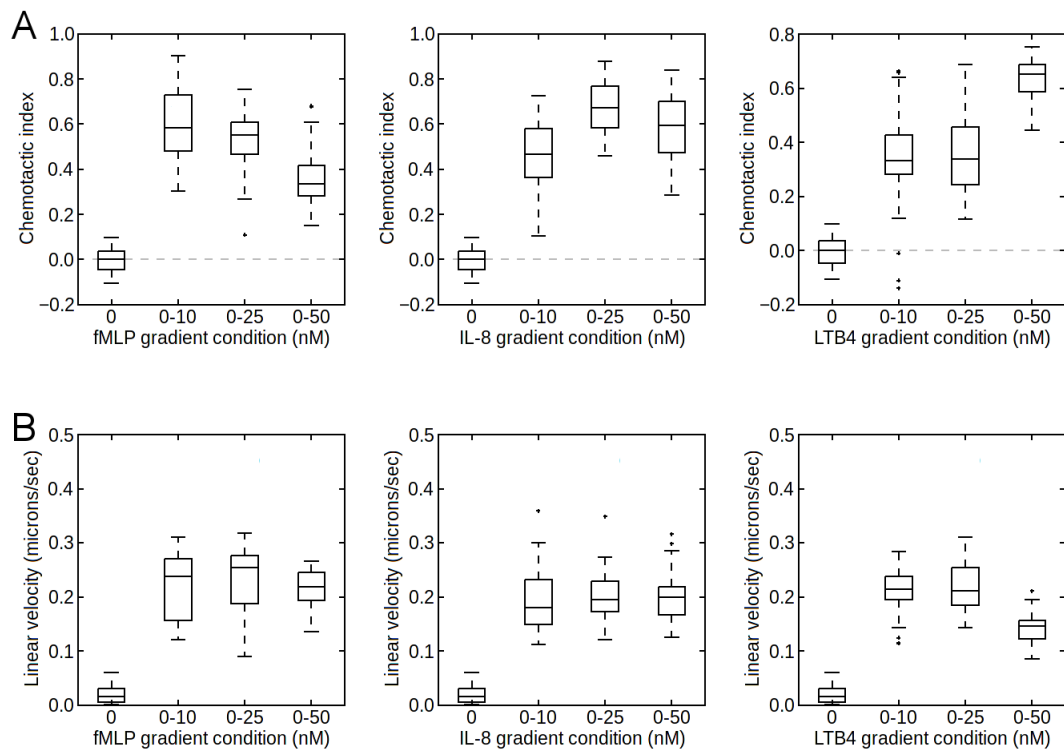 A
Chemotactic index
1.0
0.8
0.6
0.4
0.2
0.0
−0.2
0 0-10 0-25 0-50
fMLP gradient condition (nM)
Chemotactic index
1.0
0.8
0.6
0.4
0.2
0.0
−0.2
0 0-10 0-25 0-50
IL-8 gradient condition (nM)
Chemotactic index
0.8
0.6
0.4
0.2
0.0
−0.2
0 0-10 0-25 0-50
LTB4 gradient condition (nM)
B
Linear velocity (microns/sec)
0.5
0.4
0.3
0.2
0.1
0.0
0 0-10 0-25 0-50
fMLP gradient condition (nM)
Linear velocity (microns/sec)
0.5
0.4
0.3
0.2
0.1
0.0
0 0-10 0-25 0-50
IL-8 gradient condition (nM)
Linear velocity (microns/sec)
0.5
0.4
0.3
0.2
0.1
0.0
0 0-10 0-25 0-50
LTB4 gradient condition (nM)